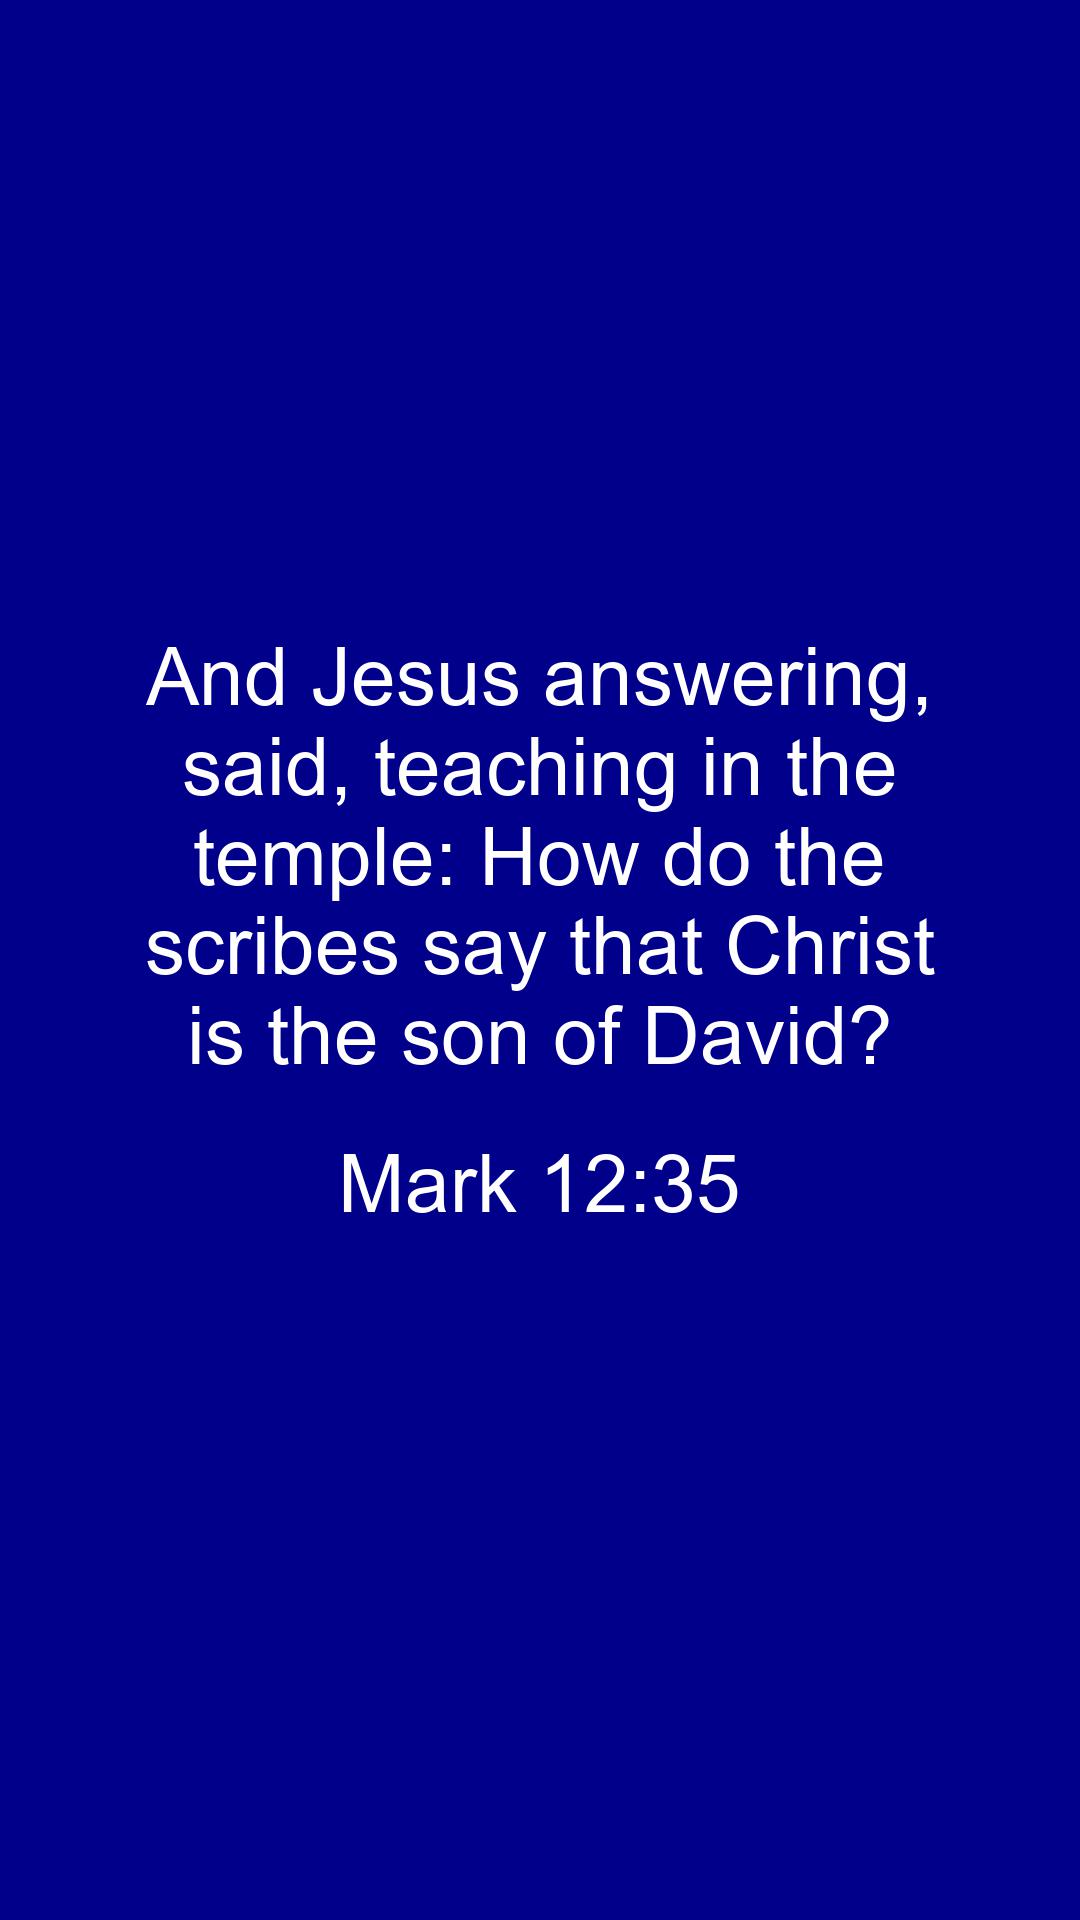 And Jesus answering,
said, teaching in the
temple: How do the
scribes say that Christ
is the son of David?
Mark 12:35